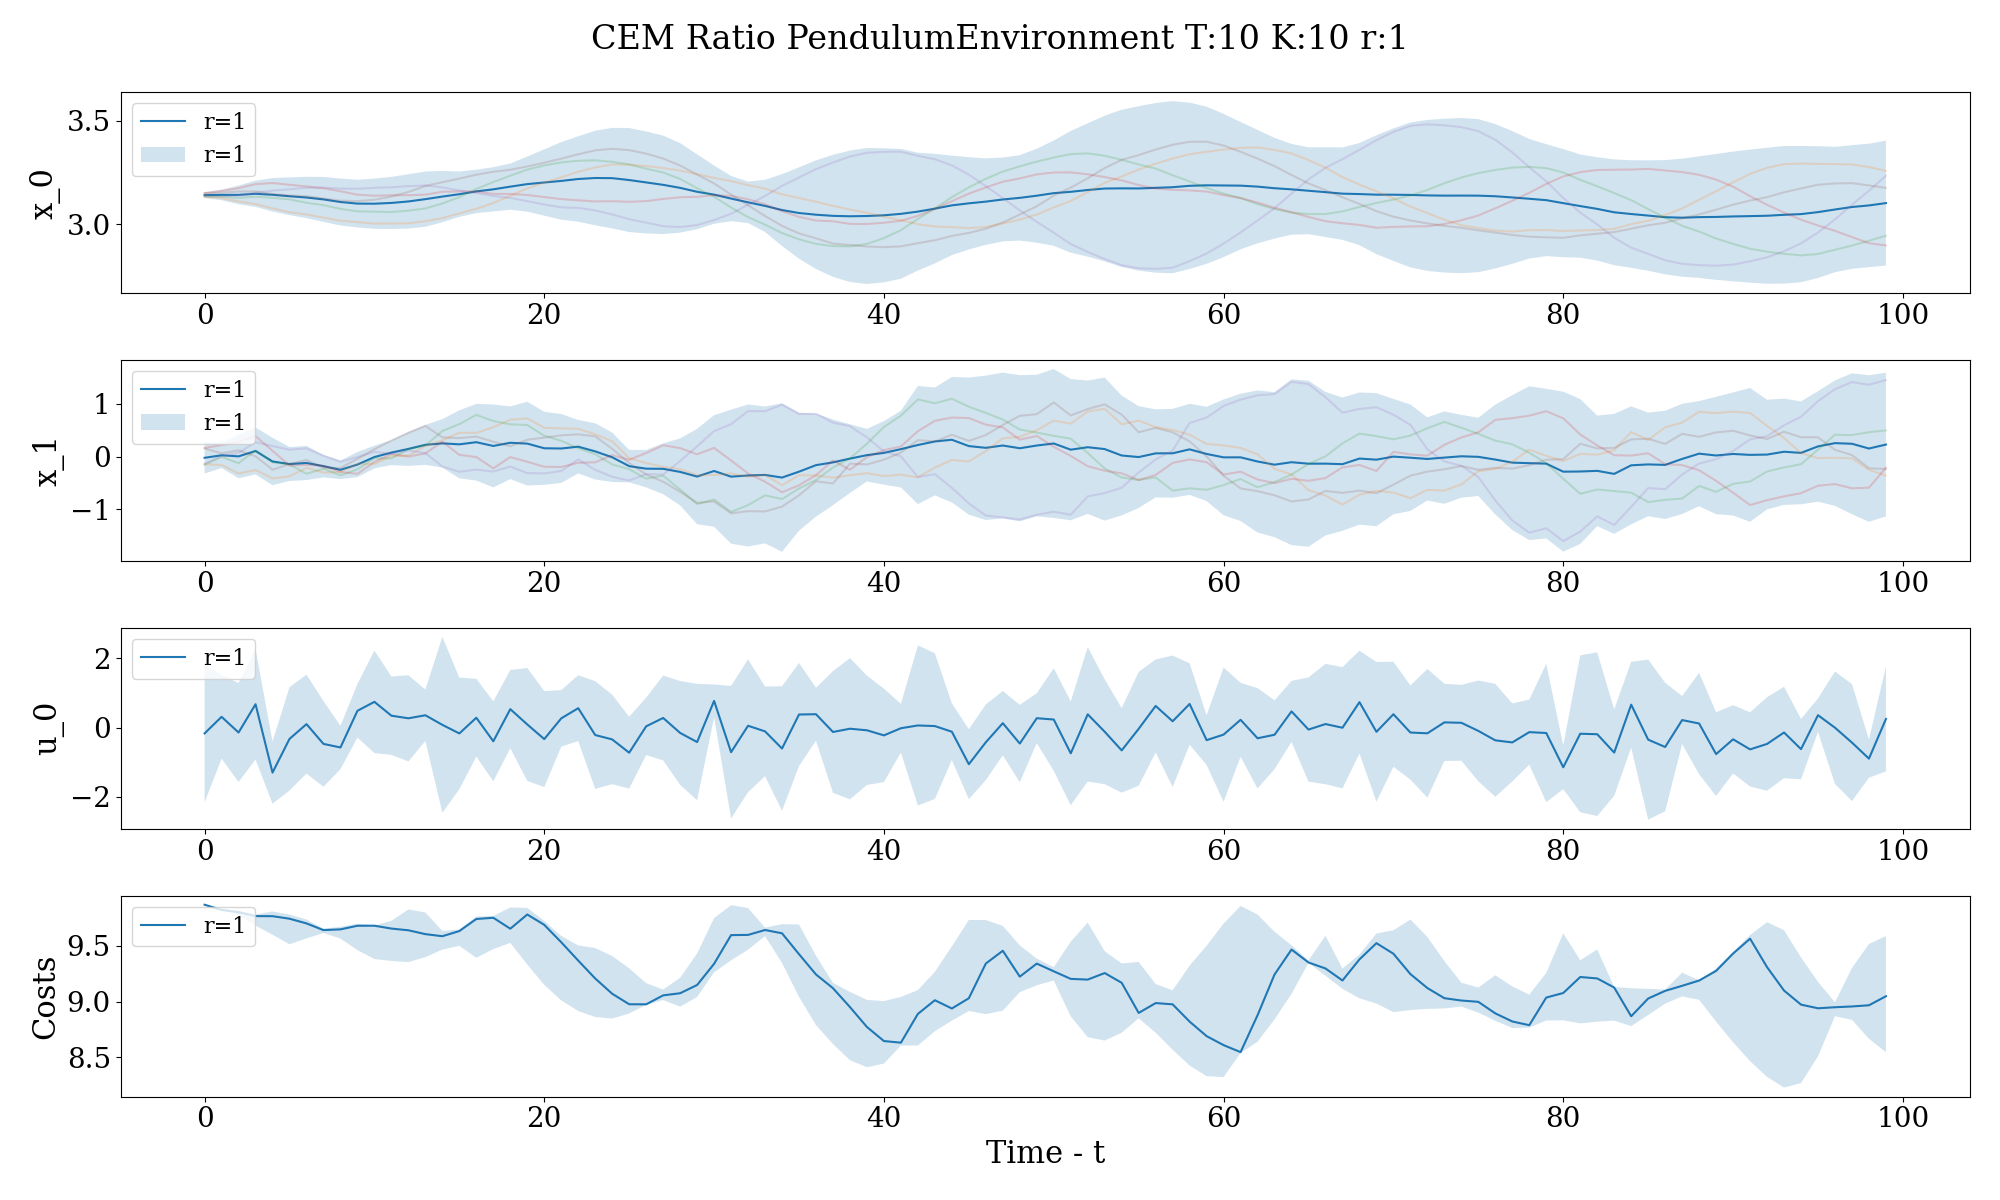 CEM Ratio PendulumEnvironment T:10 K:10 r:1
x_0
3.5
3.0
r=1
r=1
0 20 40 60 80 100
x_1
1
0
−1
r=1
r=1
0 20 40 60 80 100
u_0
2
0
−2
r=1
0 20 40 60 80 100
Costs
9.5
9.0
8.5
r=1
0 20 40 60 80 100
Time - t